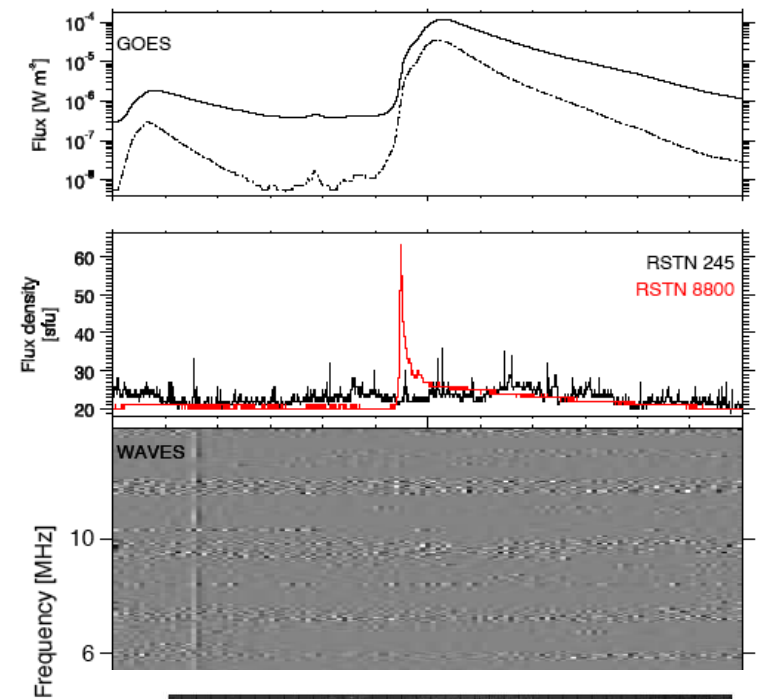 GOES
Flux [W m⁻²]
10⁻⁴
10⁻⁵
10⁻⁶
10⁻⁷
10⁻⁸
RSTN 245
RSTN 8800
Flux density
[sfu]
60
50
40
30
20
WAVES
Frequency [MHz]
10
6